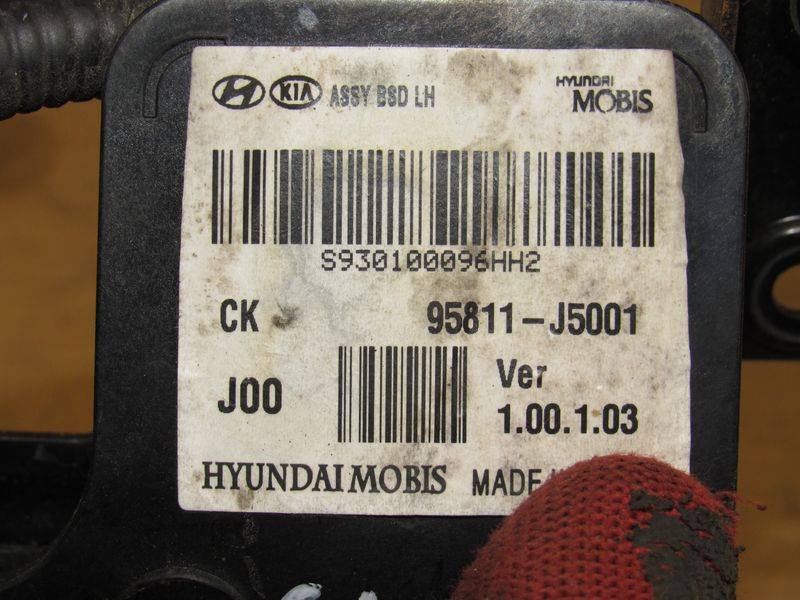 KIA ASSY BSD LH HYUNDAI MOBIS
S930100096HH2
CK 95811-J5001
J00 Ver 1.00.1.03
HYUNDAI MOBIS MADE